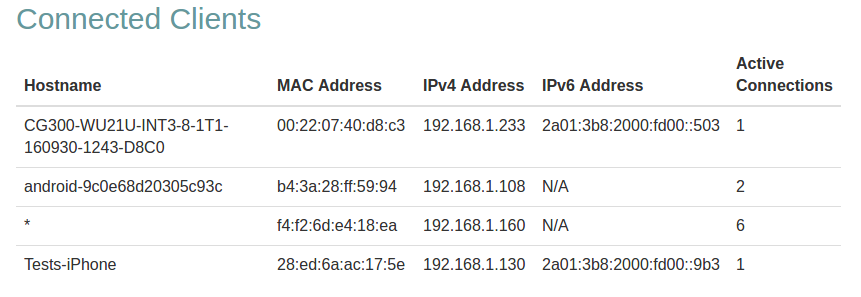 Connected Clients
Hostname MAC Address IPv4 Address IPv6 Address Active Connections
CG300-WU21U-INT3-8-1T1-160930-1243-D8C0 00:22:07:40:d8:c3 192.168.1.233 2a01:3b8:2000:fd00::503 1
android-9c0e68d20305c93c b4:3a:28:ff:59:94 192.168.1.108 N/A 2
* f4:f2:6d:e4:18:ea 192.168.1.160 N/A 6
Tests-iPhone 28:ed:6a:ac:17:5e 192.168.1.130 2a01:3b8:2000:fd00::9b3 1